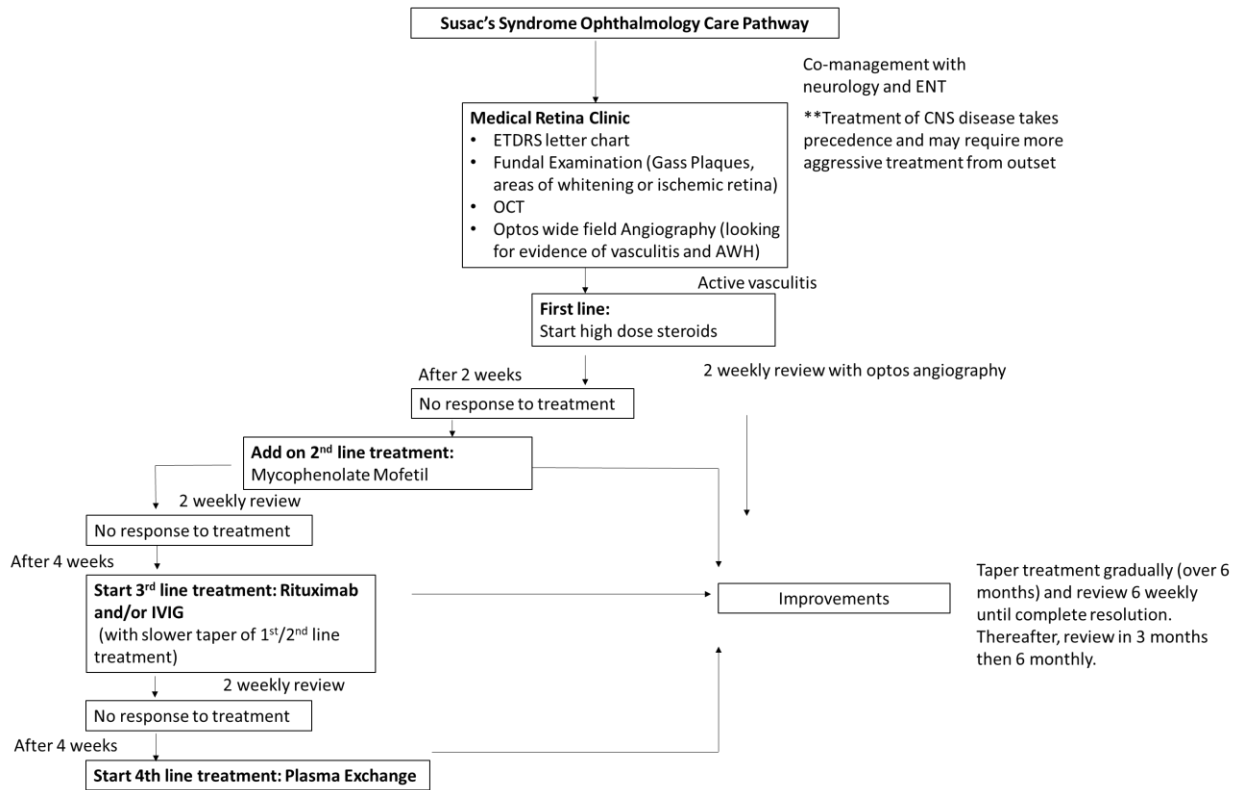 Susac's Syndrome Ophthalmology Care Pathway
Co-management with
neurology and ENT
**Treatment of CNS disease takes
precedence and may require more
aggressive treatment from outset
Medical Retina Clinic
• ETDRS letter chart
• Fundal Examination (Gass Plaques,
areas of whitening or ischemic retina)
• OCT
• Optos wide field Angiography (looking
for evidence of vasculitis and AWH)
Active vasculitis
First line:
Start high dose steroids
After 2 weeks
2 weekly review with optos angiography
No response to treatment
Add on 2nd line treatment:
Mycophenolate Mofetil
2 weekly review
No response to treatment
After 4 weeks
Start 3rd line treatment: Rituximab
and/or IVIG
(with slower taper of 1st/2nd line
treatment)
Improvements
Taper treatment gradually (over 6
months) and review 6 weekly
until complete resolution.
Thereafter, review in 3 months
then 6 monthly.
2 weekly review
No response to treatment
After 4 weeks
Start 4th line treatment: Plasma Exchange